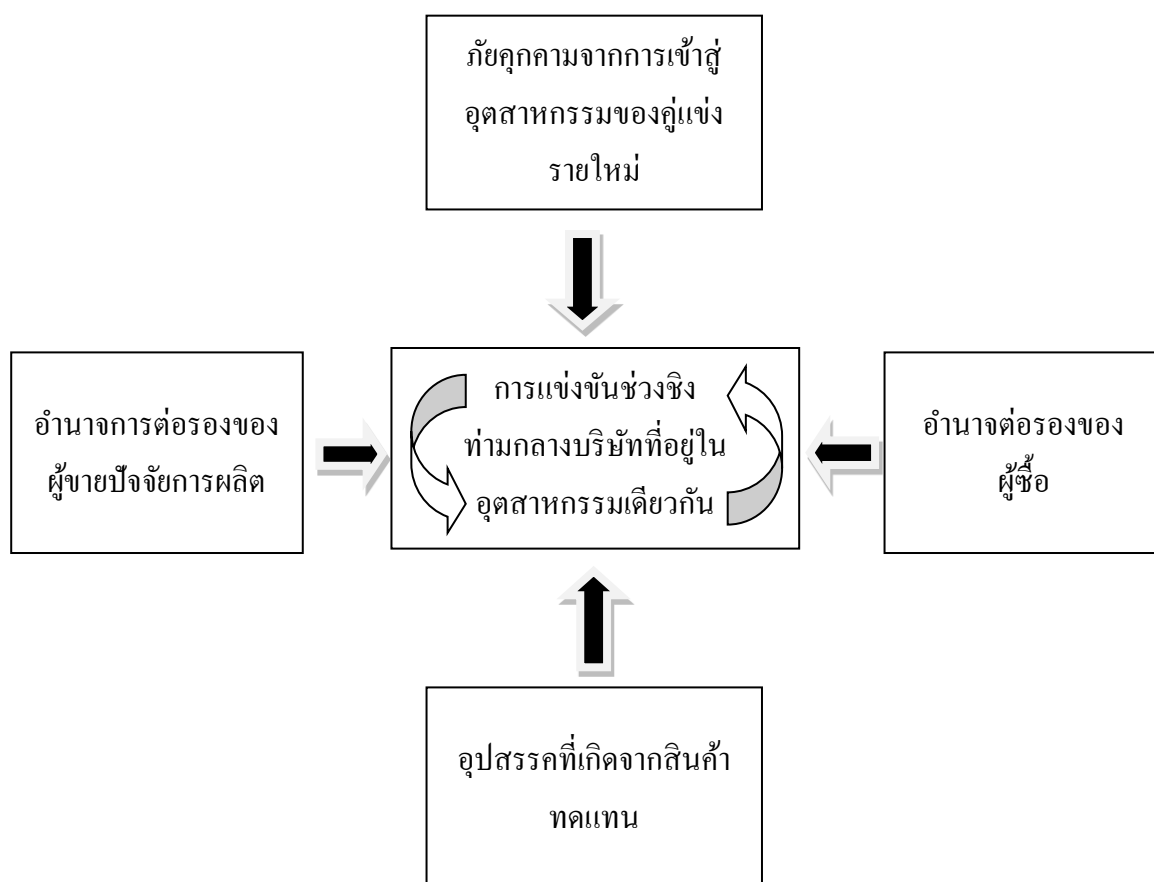 ภัยคุกคามจากการเข้าสู่
อุตสาหกรรมของคู่แข่ง
รายใหม่
อำนาจการต่อรองของ
ผู้ขายปัจจัยการผลิต
การแข่งขันช่วงชิง
ท่ามกลางบริษัทที่อยู่ใน
อุตสาหกรรมเดียวกัน
อำนาจต่อรองของ
ผู้ซื้อ
อุปสรรคที่เกิดจากสินค้า
ทดแทน